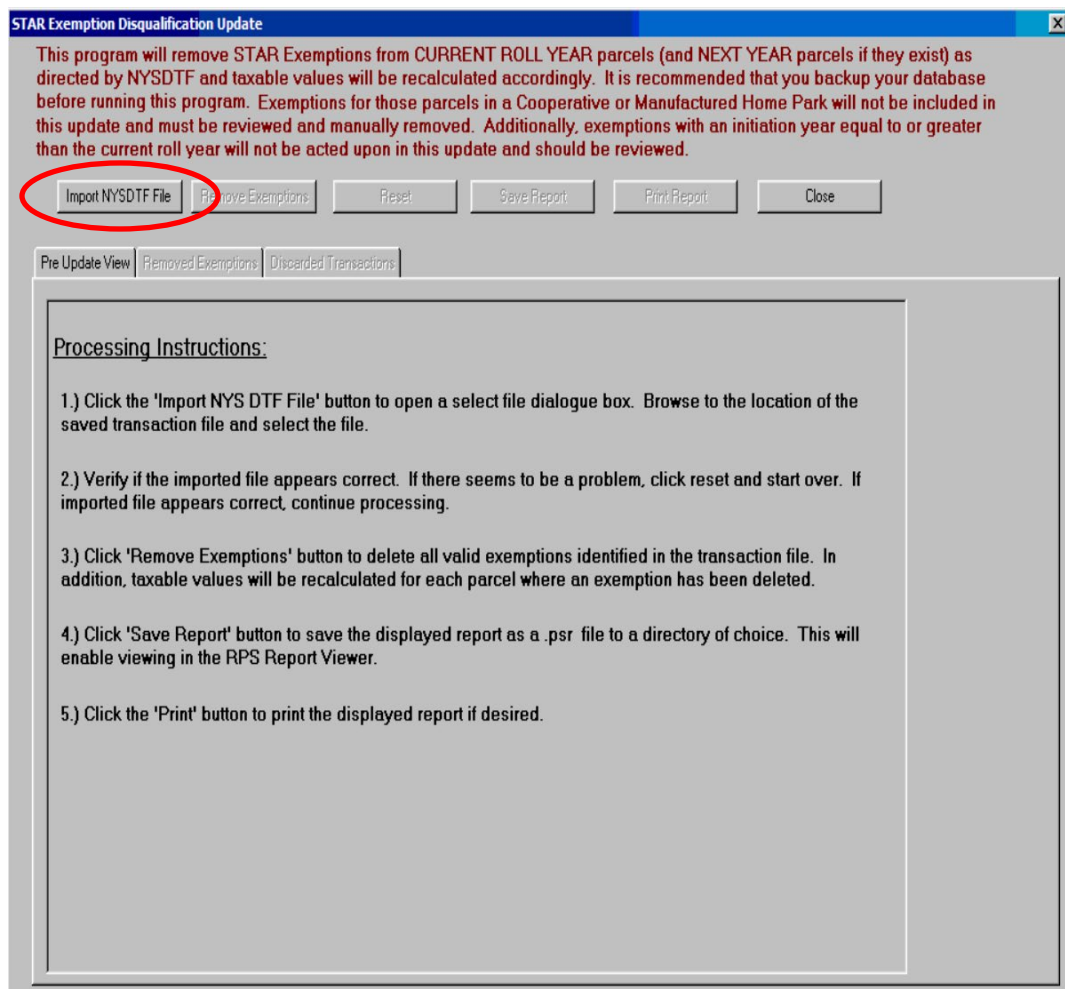 STAR Exemption Disqualification Update
This program will remove STAR Exemptions from CURRENT ROLL YEAR parcels (and NEXT YEAR parcels if they exist) as
directed by NYSDTF and taxable values will be recalculated accordingly. It is recommended that you backup your database
before running this program. Exemptions for those parcels in a Cooperative or Manufactured Home Park will not be included in
this update and must be reviewed and manually removed. Additionally, exemptions with an initiation year equal to or greater
than the current roll year will not be acted upon in this update and should be reviewed.
Import NYSDTF File Remove Exemptions Reset Save Report Print Report Close
Pre Update View Removed Exemptions Discarded Transactions
Processing Instructions:
1.) Click the 'Import NYS DTF File' button to open a select file dialogue box. Browse to the location of the
saved transaction file and select the file.
2.) Verify if the imported file appears correct. If there seems to be a problem, click reset and start over. If
imported file appears correct, continue processing.
3.) Click 'Remove Exemptions' button to delete all valid exemptions identified in the transaction file. In
addition, taxable values will be recalculated for each parcel where an exemption has been deleted.
4.) Click 'Save Report' button to save the displayed report as a .psr file to a directory of choice. This will
enable viewing in the RPS Report Viewer.
5.) Click the 'Print' button to print the displayed report if desired.